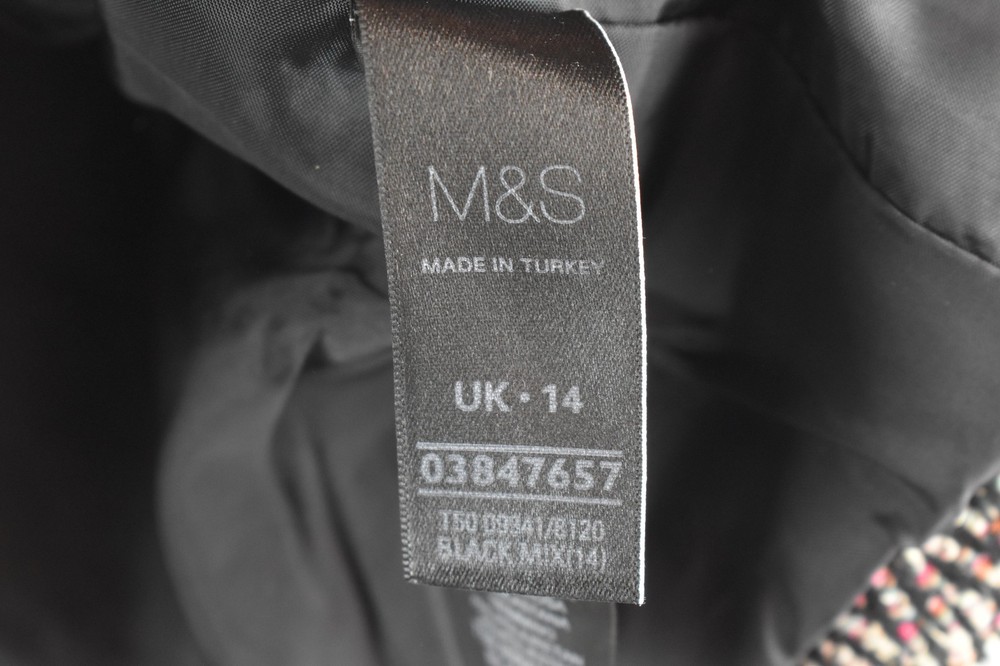 M&S
MADE IN TURKEY
UK • 14
03847657
T50 09941/8120
BLACK MIX(14)